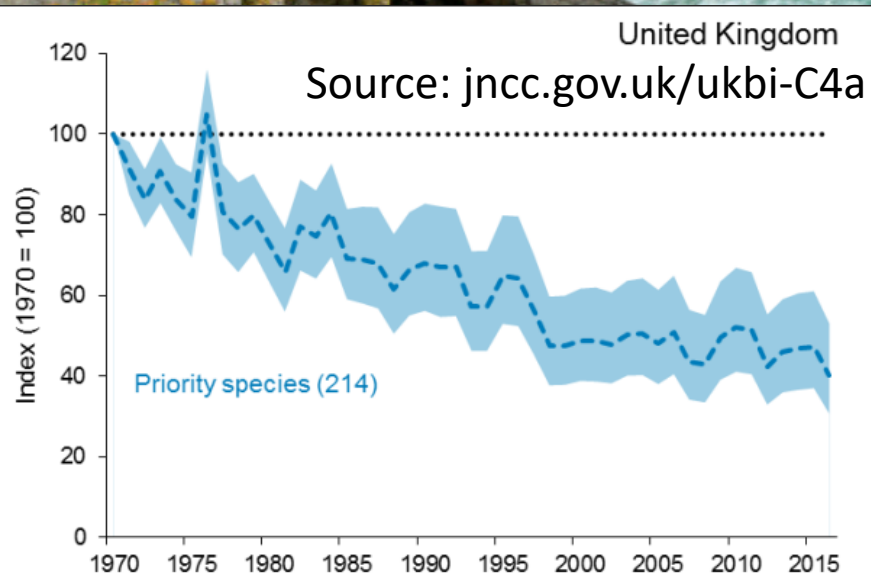 United Kingdom
Source: jncc.gov.uk/ukbi-C4a
120
100
80
60
40
20
0
Index (1970 = 100)
Priority species (214)
1970 1975 1980 1985 1990 1995 2000 2005 2010 2015